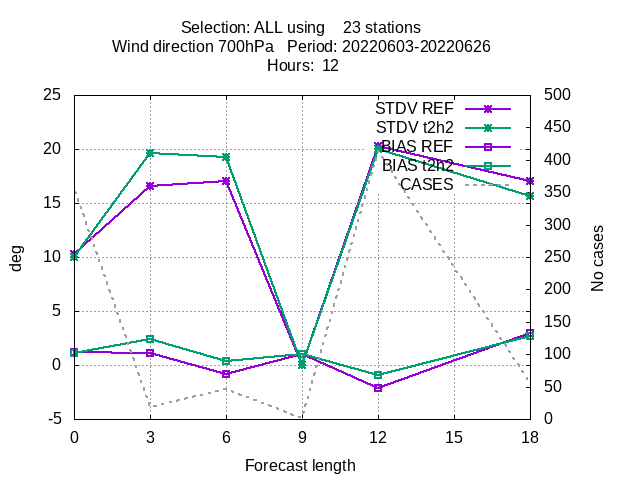 Selection: ALL using 23 stations
Wind direction 700hPa Period: 20220603-20220626
Hours: 12
25
20
15
10
5
0
-5
deg
500
450
400
350
300
250
200
150
100
50
0
No cases
STDV REF
STDV t2h2
BIAS REF
BIAS t2h2
CASES
0 3 6 9 12 15 18
Forecast length